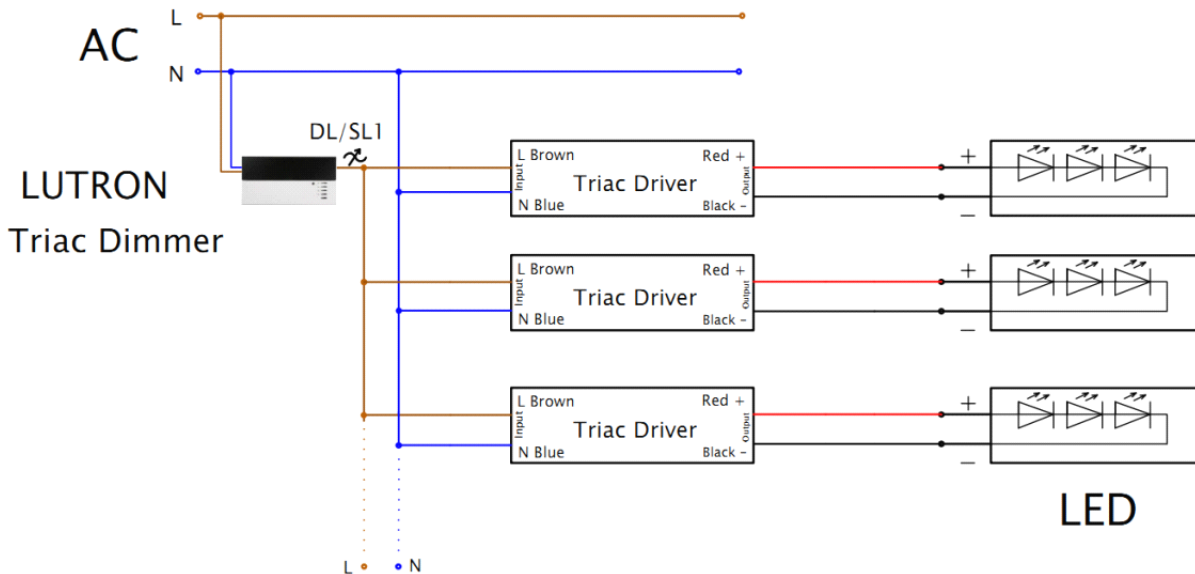 L
AC
N
DL/SL1
LUTRON
Triac Dimmer
L Brown
Red +
Input
Triac Driver
Output
N Blue
Black -
+
−
L Brown
Red +
Input
Triac Driver
Output
N Blue
Black -
+
−
L Brown
Red +
Input
Triac Driver
Output
N Blue
Black -
+
−
LED
L
N